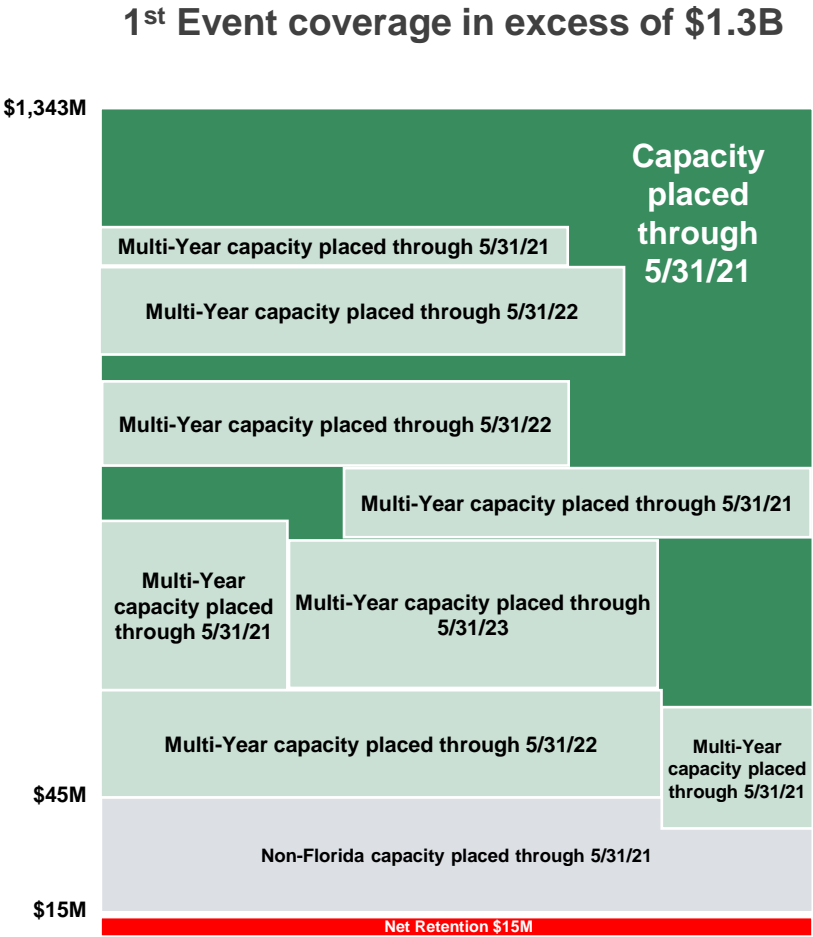 1st Event coverage in excess of $1.3B
$1,343M
Capacity
placed
through
5/31/21
Multi-Year capacity placed through 5/31/21
Multi-Year capacity placed through 5/31/22
Multi-Year capacity placed through 5/31/22
Multi-Year capacity placed through 5/31/21
Multi-Year
capacity placed
through 5/31/21
Multi-Year capacity placed through
5/31/23
Multi-Year capacity placed through 5/31/22
Multi-Year
capacity placed
through 5/31/21
$45M
Non-Florida capacity placed through 5/31/21
$15M
Net Retention $15M